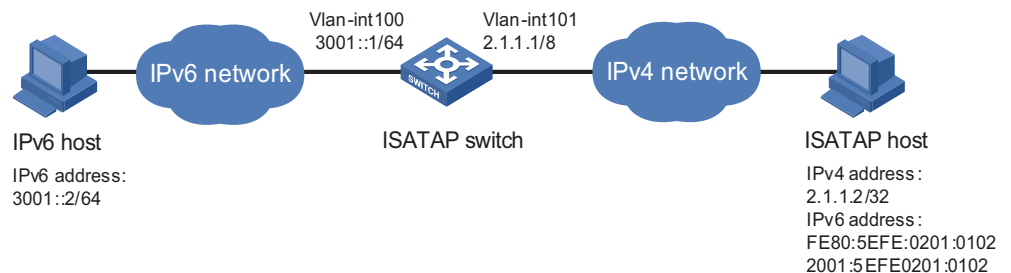 Vlan-int100
3001::1/64
Vlan-int101
2.1.1.1/8
IPv6 network
SWITCH
IPv4 network
IPv6 host
IPv6 address:
3001::2/64
ISATAP switch
ISATAP host
IPv4 address:
2.1.1.2/32
IPv6 address:
FE80:5EFE:0201:0102
2001:5EFE0201:0102